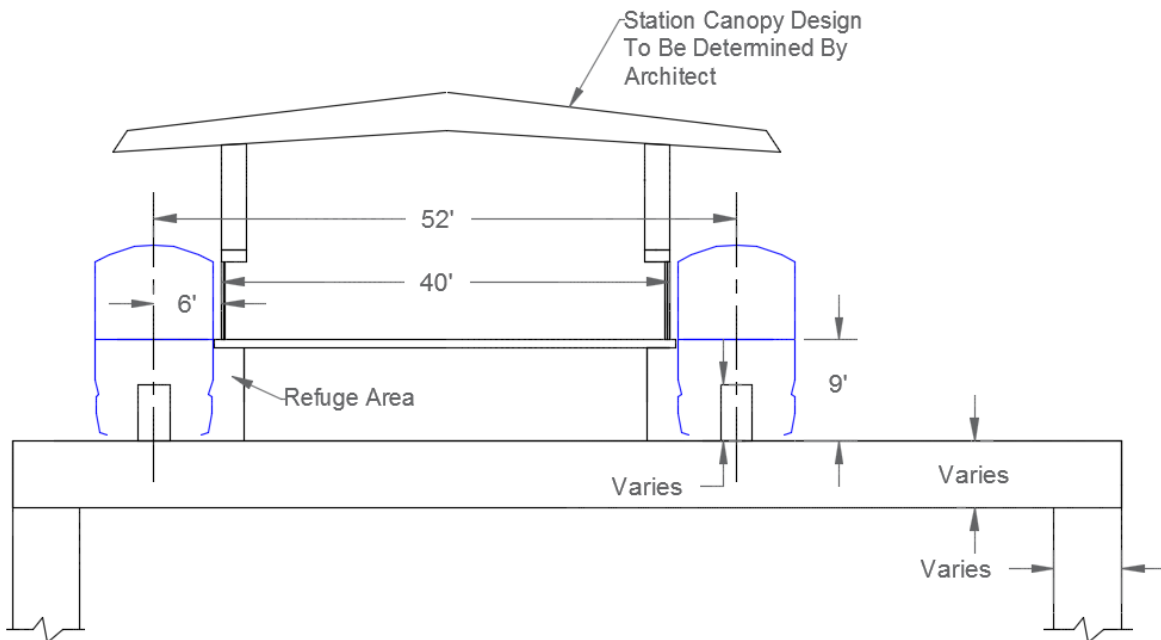 Station Canopy Design
To Be Determined By
Architect
52'
40'
6'
9'
Refuge Area
Varies
Varies
Varies